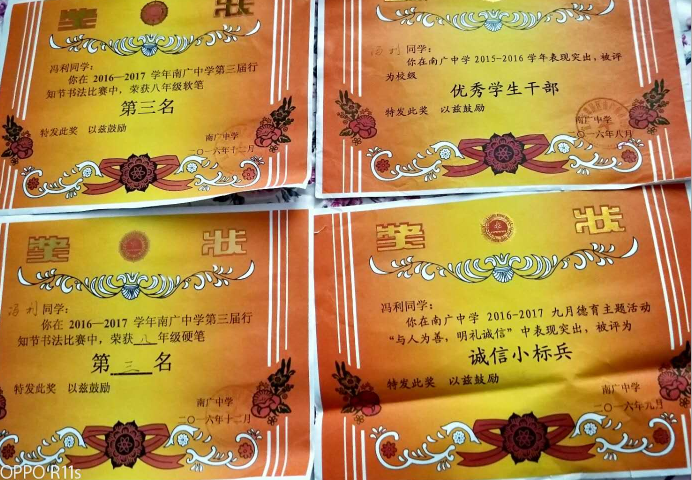 奖 状
冯利同学：
你在 2016—2017 学年南广中学第三届行
知节书法比赛中，荣获八年级软笔
第三名
特发此奖 以兹鼓励
南广中学
二〇一六年十二月
奖 状
冯利同学：
你在南广中学 2015-2016 学年表现突出，被评
为校级
优秀学生干部
特发此奖 以兹鼓励
南广中学
二〇一六年八月
奖 状
冯利同学：
你在 2016—2017 学年南广中学第三届行
知节书法比赛中，荣获 八 年级硬笔
第 三 名
特发此奖 以兹鼓励
南广中学
二〇一六年十二月
奖 状
冯利同学：
你在南广中学 2016-2017 九月德育主题活动
“与人为善，明礼诚信”中表现突出，被评为
诚信小标兵
特发此奖 以兹鼓励
南广中学
二〇一六年九月
OPPO R11s